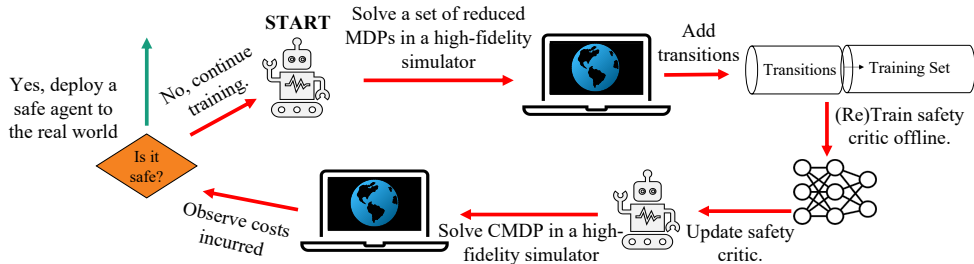 START
Solve a set of reduced
MDPs in a high-fidelity
simulator
Add
transitions
Transitions
Training Set
(Re)Train safety
critic offline.
Update safety
critic.
Solve CMDP in a high-
fidelity simulator
Observe costs
incurred
Is it
safe?
No, continue
training.
Yes, deploy a
safe agent to
the real world